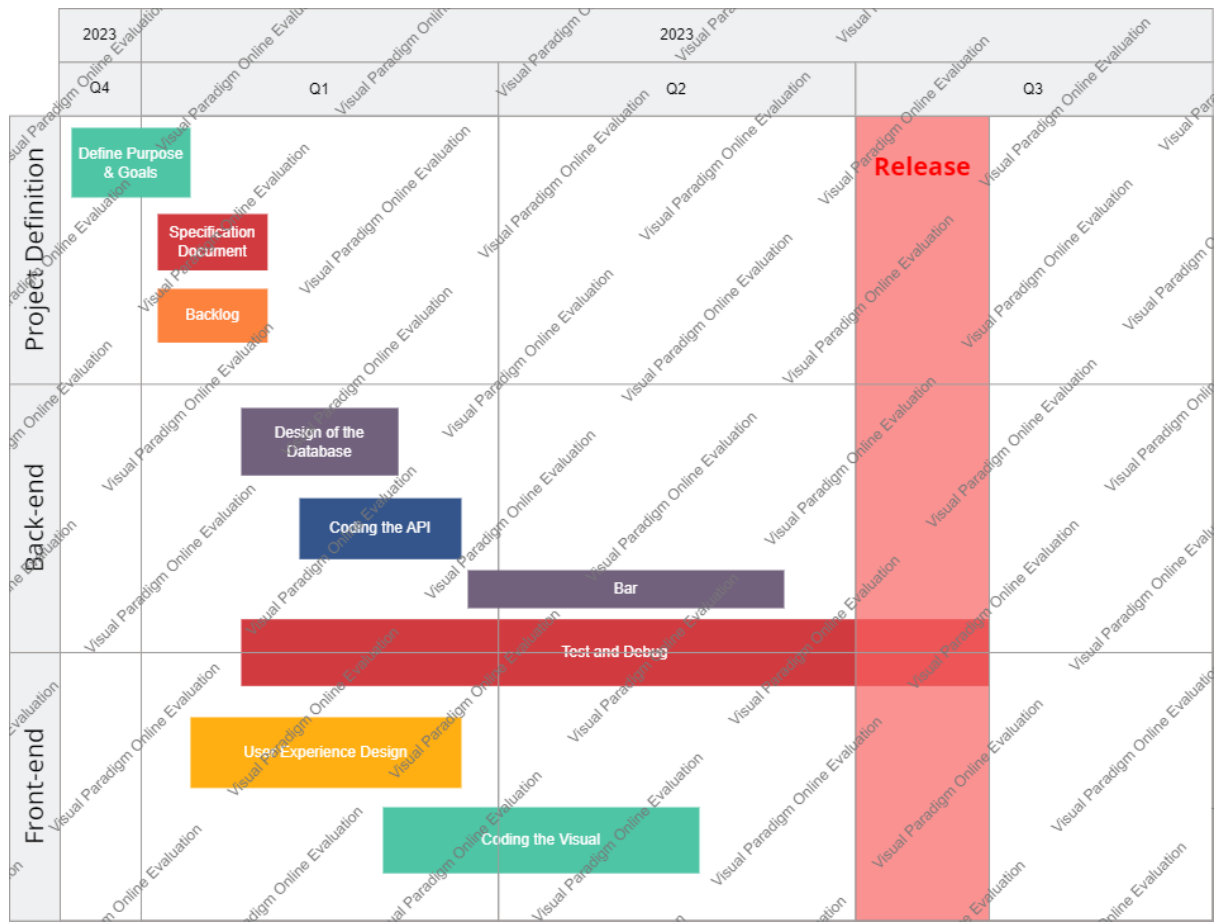 2023
2023
Q4
Q1
Q2
Q3
Project Definition
Define Purpose
& Goals
Release
Specification
Document
Backlog
Back-end
Design of the
Database
Coding the API
Bar
Test and Debug
Front-end
User Experience Design
Coding the Visual
Visual Paradigm Online Evaluation